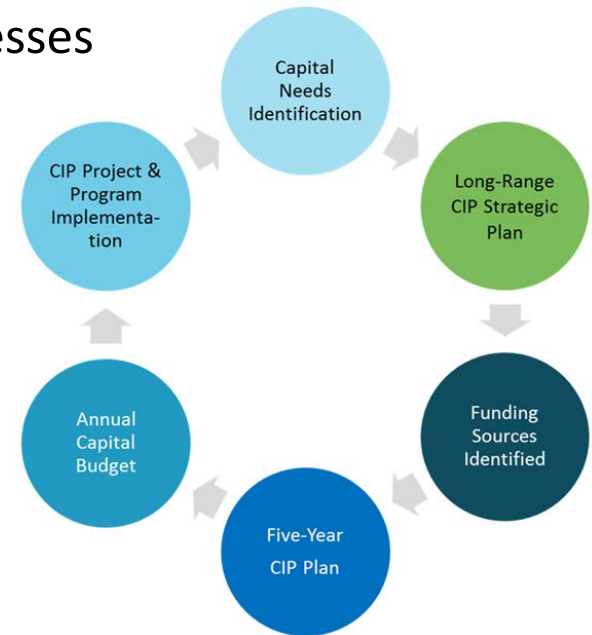 esses
Capital
Needs
Identification
Long-Range
CIP Strategic
Plan
Funding
Sources
Identified
Five-Year
CIP Plan
Annual
Capital
Budget
CIP Project &
Program
Implementa-
tion